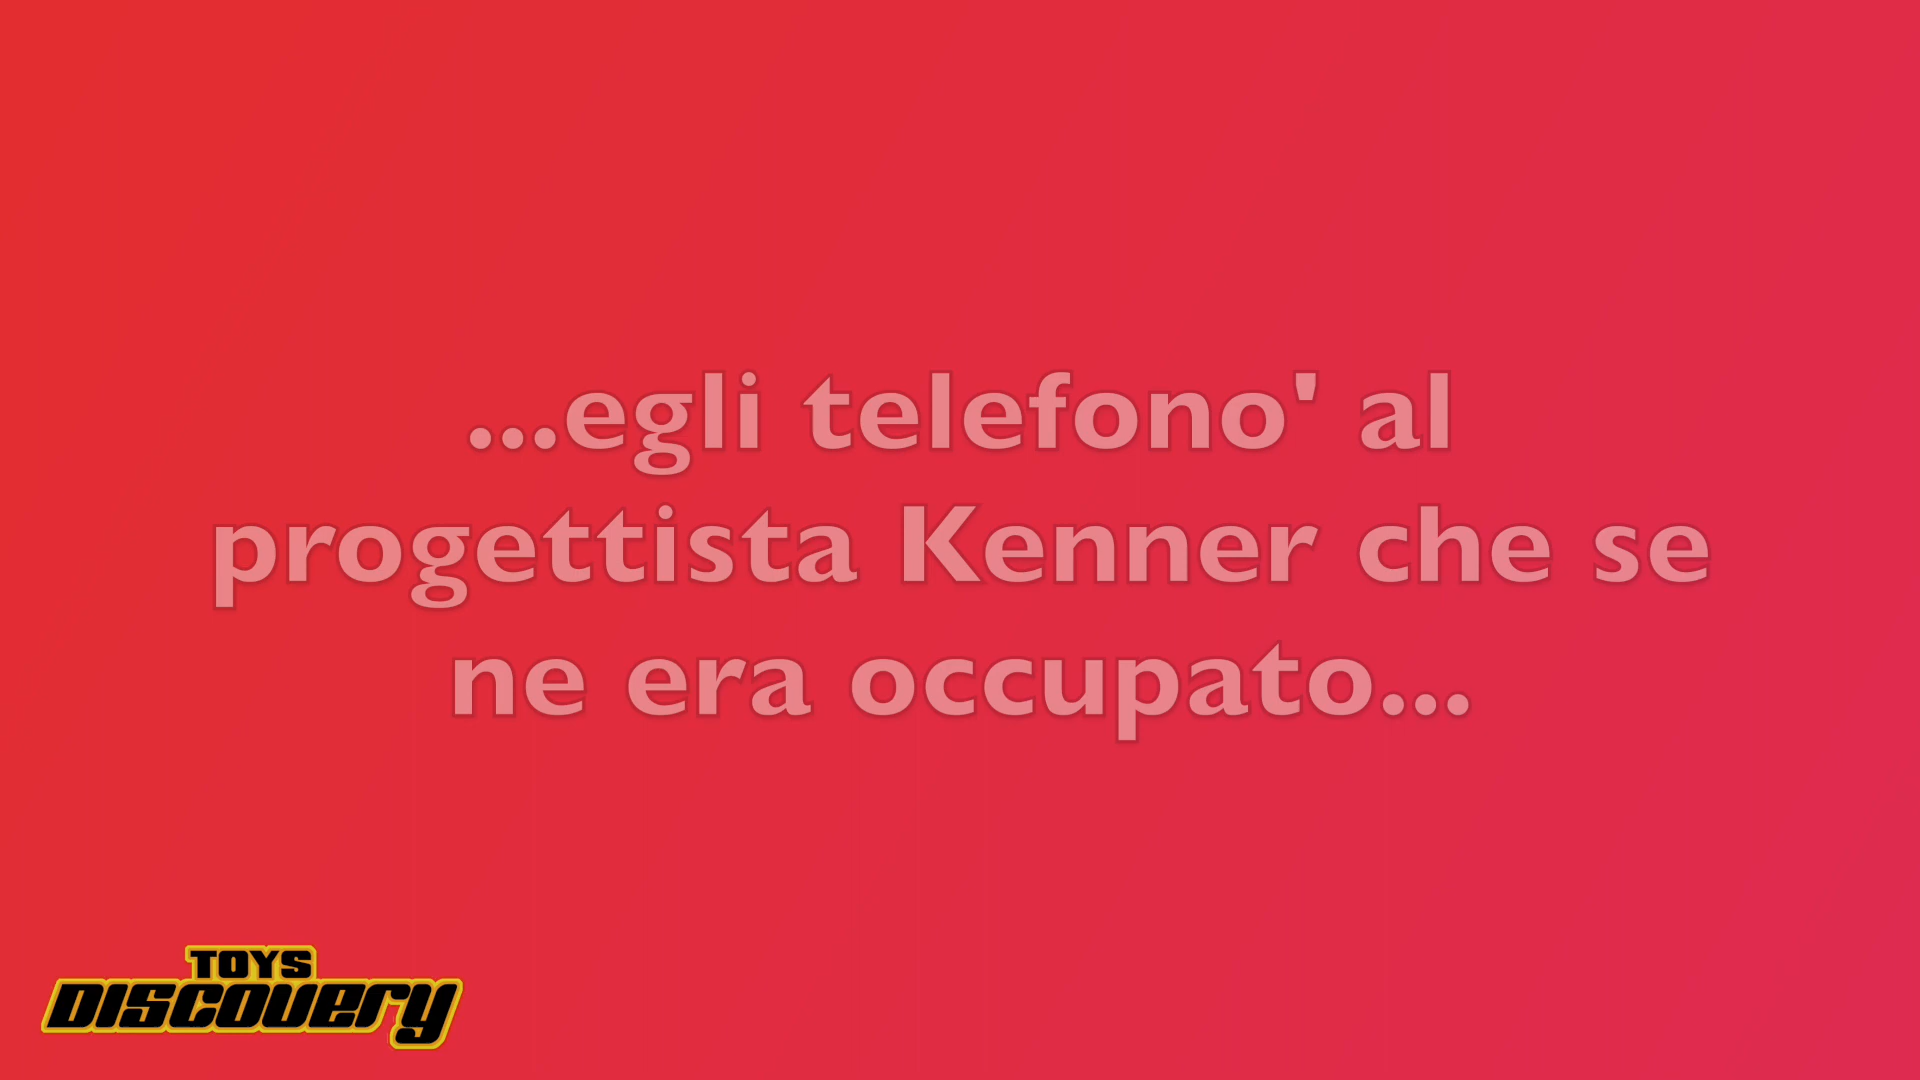 ...egli telefono' al
progettista Kenner che se
ne era occupato...
TOYS
DISCOVERY